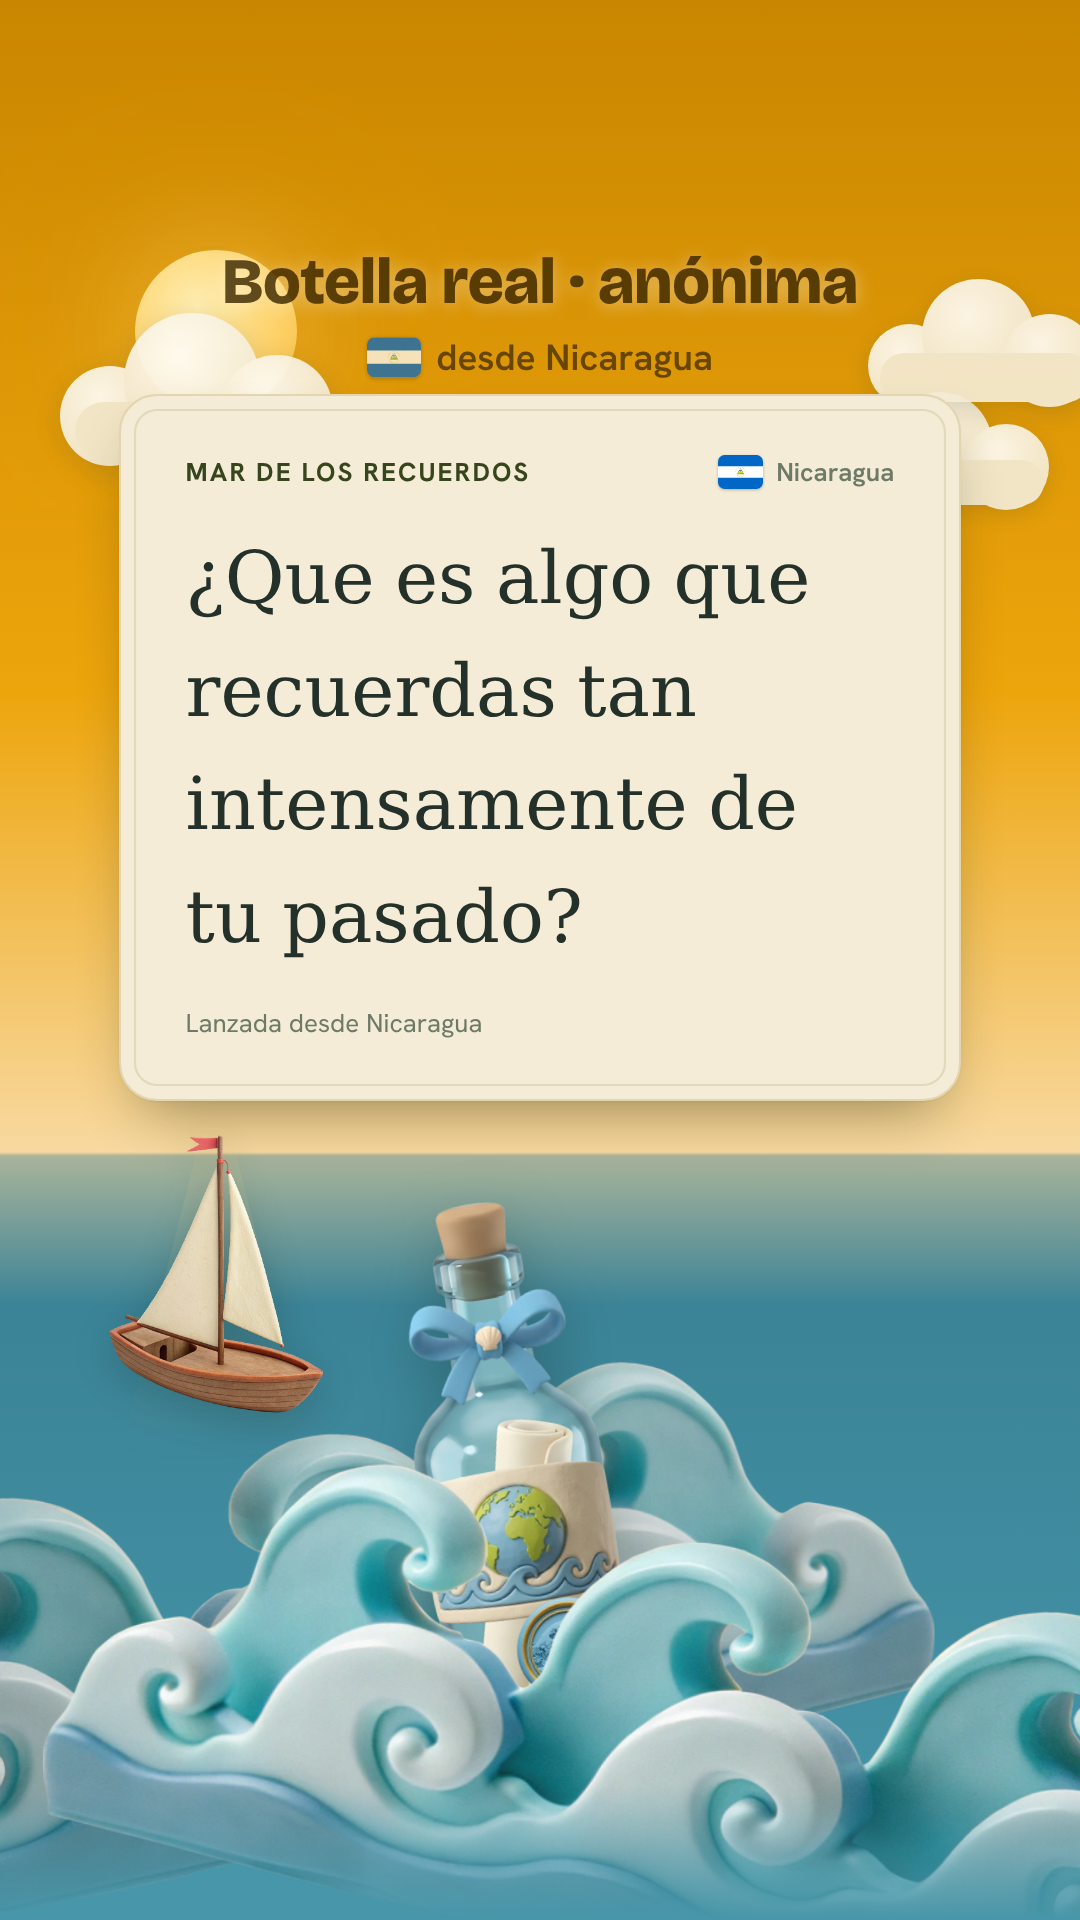 Botella real · anónima
desde Nicaragua
MAR DE LOS RECUERDOS
Nicaragua
¿Que es algo que
recuerdas tan
intensamente de
tu pasado?
Lanzada desde Nicaragua